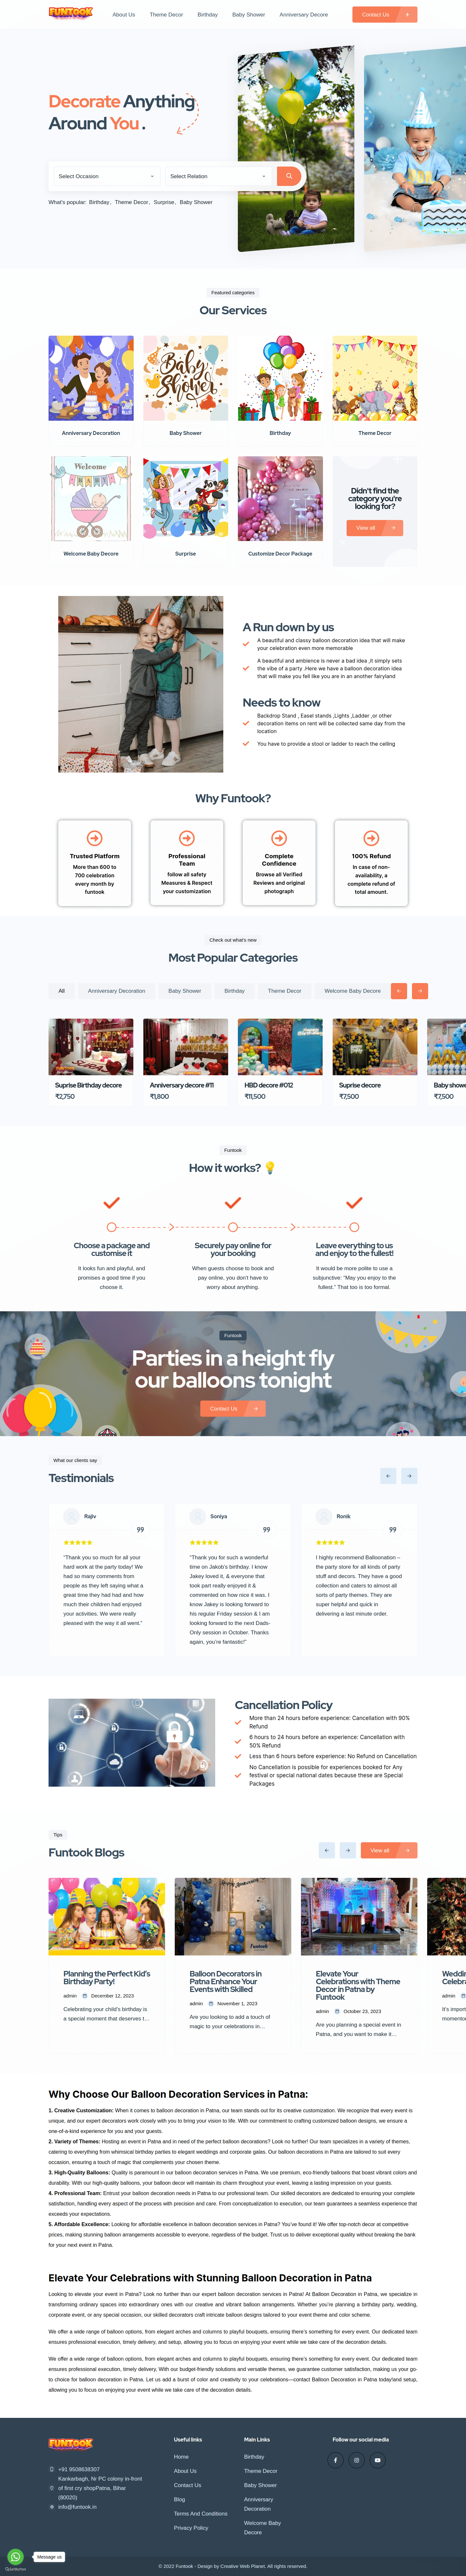 FUNTOOK
About Us
Theme Decor
Birthday
Baby Shower
Anniversary Decore
Contact Us
Decorate Anything
Around You .
Select Occasion
Select Relation
What's popular: Birthday, Theme Decor, Surprise, Baby Shower
Featured categories
Our Services
Anniversary Decoration
Baby Shower
Baby Shower
Birthday
Theme Decor
Welcome
Welcome Baby Decore
Surprise
Customize Decor Package
Didn't find the
category you're
looking for?
View all
A Run down by us
A beautiful and classy balloon decoration idea that will make
your celebration even more memorable
A beautiful and ambience is never a bad idea ,It simply sets
the vibe of a party .Here we have a balloon decoration idea
that will make you fell like you are in an another fairyland
Needs to know
Backdrop Stand , Easel stands ,Lights ,Ladder ,or other
decoration items on rent will be collected same day from the
location
You have to provide a stool or ladder to reach the ceiling
Why Funtook?
Trusted Platform
More than 600 to
700 celebration
every month by
funtook
Professional
Team
follow all safety
Measures & Respect
your customization
Complete
Confidence
Browse all Verified
Reviews and original
photograph
100% Refund
In case of non-
availability, a
complete refund of
total amount.
Check out what's new
Most Popular Categories
All
Anniversary Decoration
Baby Shower
Birthday
Theme Decor
Welcome Baby Decore
Suprise Birthday decore
₹2,750
Anniversary decore #11
₹1,800
HBD decore #012
₹11,500
Suprise decore
₹7,500
Baby showe
₹7,500
Funtook
How it works? 💡
Choose a package and
customise it
It looks fun and playful, and
promises a good time if you
choose it.
Securely pay online for
your booking
When guests choose to book and
pay online, you don't have to
worry about anything.
Leave everything to us
and enjoy to the fullest!
It would be more polite to use a
subjunctive: "May you enjoy to the
fullest." That too is too formal.
Funtook
Parties in a height fly
our balloons tonight
Contact Us
What our clients say
Testimonials
Rajiv
"Thank you so much for all your
hard work at the party today! We
had so many comments from
people as they left saying what a
great time they had had and how
much their children had enjoyed
your activities. We were really
pleased with the way it all went."
Soniya
"Thank you for such a wonderful
time on Jakob's birthday. I know
Jakey loved it, & everyone that
took part really enjoyed it &
commented on how nice it was. I
know Jakey is looking forward to
his regular Friday session & I am
looking forward to the next Dads-
Only session in October. Thanks
again, you're fantastic!"
Ronik
I highly recommend Balloonation –
the party store for all kinds of party
stuff and decors. They have a good
collection and caters to almost all
sorts of party themes. They are
super helpful and quick in
delivering a last minute order.
Cancellation Policy
More than 24 hours before experience: Cancellation with 90%
Refund
6 hours to 24 hours before an experience: Cancellation with
50% Refund
Less than 6 hours before experience: No Refund on Cancellation
No Cancellation is possible for experiences booked for Any
festival or special national dates because these are Special
Packages
Tips
Funtook Blogs
View all
Funtook
Planning the Perfect Kid's
Birthday Party!
admin December 12, 2023
Celebrating your child's birthday is
a special moment that deserves t…
Balloon Decorators in
Patna Enhance Your
Events with Skilled
admin November 1, 2023
Are you looking to add a touch of
magic to your celebrations in…
Elevate Your
Celebrations with Theme
Decor in Patna by
Funtook
admin October 23, 2023
Are you planning a special event in
Patna, and you want to make it…
Weddin
Celebra
admin
It's import
momentou
Why Choose Our Balloon Decoration Services in Patna:
1. Creative Customization: When it comes to balloon decoration in Patna, our team stands out for its creative customization. We recognize that every event is
unique, and our expert decorators work closely with you to bring your vision to life. With our commitment to crafting customized balloon designs, we ensure a
one-of-a-kind experience for you and your guests.
2. Variety of Themes: Hosting an event in Patna and in need of the perfect balloon decorations? Look no further! Our team specializes in a variety of themes,
catering to everything from whimsical birthday parties to elegant weddings and corporate galas. Our balloon decorations in Patna are tailored to suit every
occasion, ensuring a touch of magic that complements your chosen theme.
3. High-Quality Balloons: Quality is paramount in our balloon decoration services in Patna. We use premium, eco-friendly balloons that boast vibrant colors and
durability. With our high-quality balloons, your balloon decor will maintain its charm throughout your event, leaving a lasting impression on your guests.
4. Professional Team: Entrust your balloon decoration needs in Patna to our professional team. Our skilled decorators are dedicated to ensuring your complete
satisfaction, handling every aspect of the process with precision and care. From conceptualization to execution, our team guarantees a seamless experience that
exceeds your expectations.
5. Affordable Excellence: Looking for affordable excellence in balloon decoration services in Patna? You've found it! We offer top-notch decor at competitive
prices, making stunning balloon arrangements accessible to everyone, regardless of the budget. Trust us to deliver exceptional quality without breaking the bank
for your next event in Patna.
Elevate Your Celebrations with Stunning Balloon Decoration in Patna
Looking to elevate your event in Patna? Look no further than our expert balloon decoration services in Patna! At Balloon Decoration in Patna, we specialize in
transforming ordinary spaces into extraordinary ones with our creative and vibrant balloon arrangements. Whether you're planning a birthday party, wedding,
corporate event, or any special occasion, our skilled decorators craft intricate balloon designs tailored to your event theme and color scheme.
We offer a wide range of balloon options, from elegant arches and columns to playful bouquets, ensuring there's something for every event. Our dedicated team
ensures professional execution, timely delivery, and setup, allowing you to focus on enjoying your event while we take care of the decoration details.
We offer a wide range of balloon options, from elegant arches and columns to playful bouquets, ensuring there's something for every event. Our dedicated team
ensures professional execution, timely delivery, With our budget-friendly solutions and versatile themes, we guarantee customer satisfaction, making us your go-
to choice for balloon decoration in Patna. Let us add a burst of color and creativity to your celebrations—contact Balloon Decoration in Patna today!and setup,
allowing you to focus on enjoying your event while we take care of the decoration details.
FUNTOOK
+91 9508638307
Kankarbagh, Nr PC colony in-front
of first cry shopPatna, Bihar
(80020)
info@funtook.in
Useful links
Home
About Us
Contact Us
Blog
Terms And Conditions
Privacy Policy
Main Links
Birthday
Theme Decor
Baby Shower
Anniversary
Decoration
Welcome Baby
Decore
Follow our social media
Message us
© 2022 Funtook - Design by Creative Web Planet. All rights reserved.